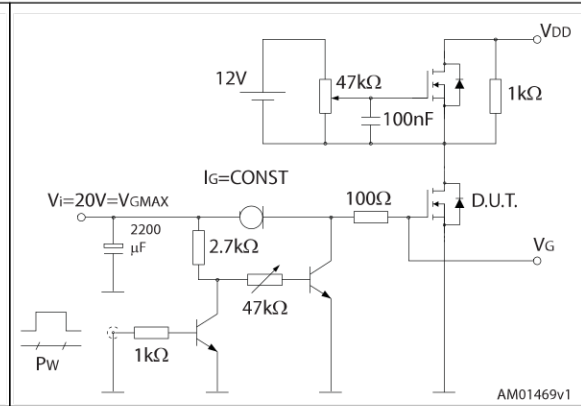 VDD
12V
47kΩ
1kΩ
100nF
IG=CONST
Vi=20V=VGMAX
100Ω
D.U.T.
2200
μF
2.7kΩ
VG
47kΩ
1kΩ
PW
AM01469v1